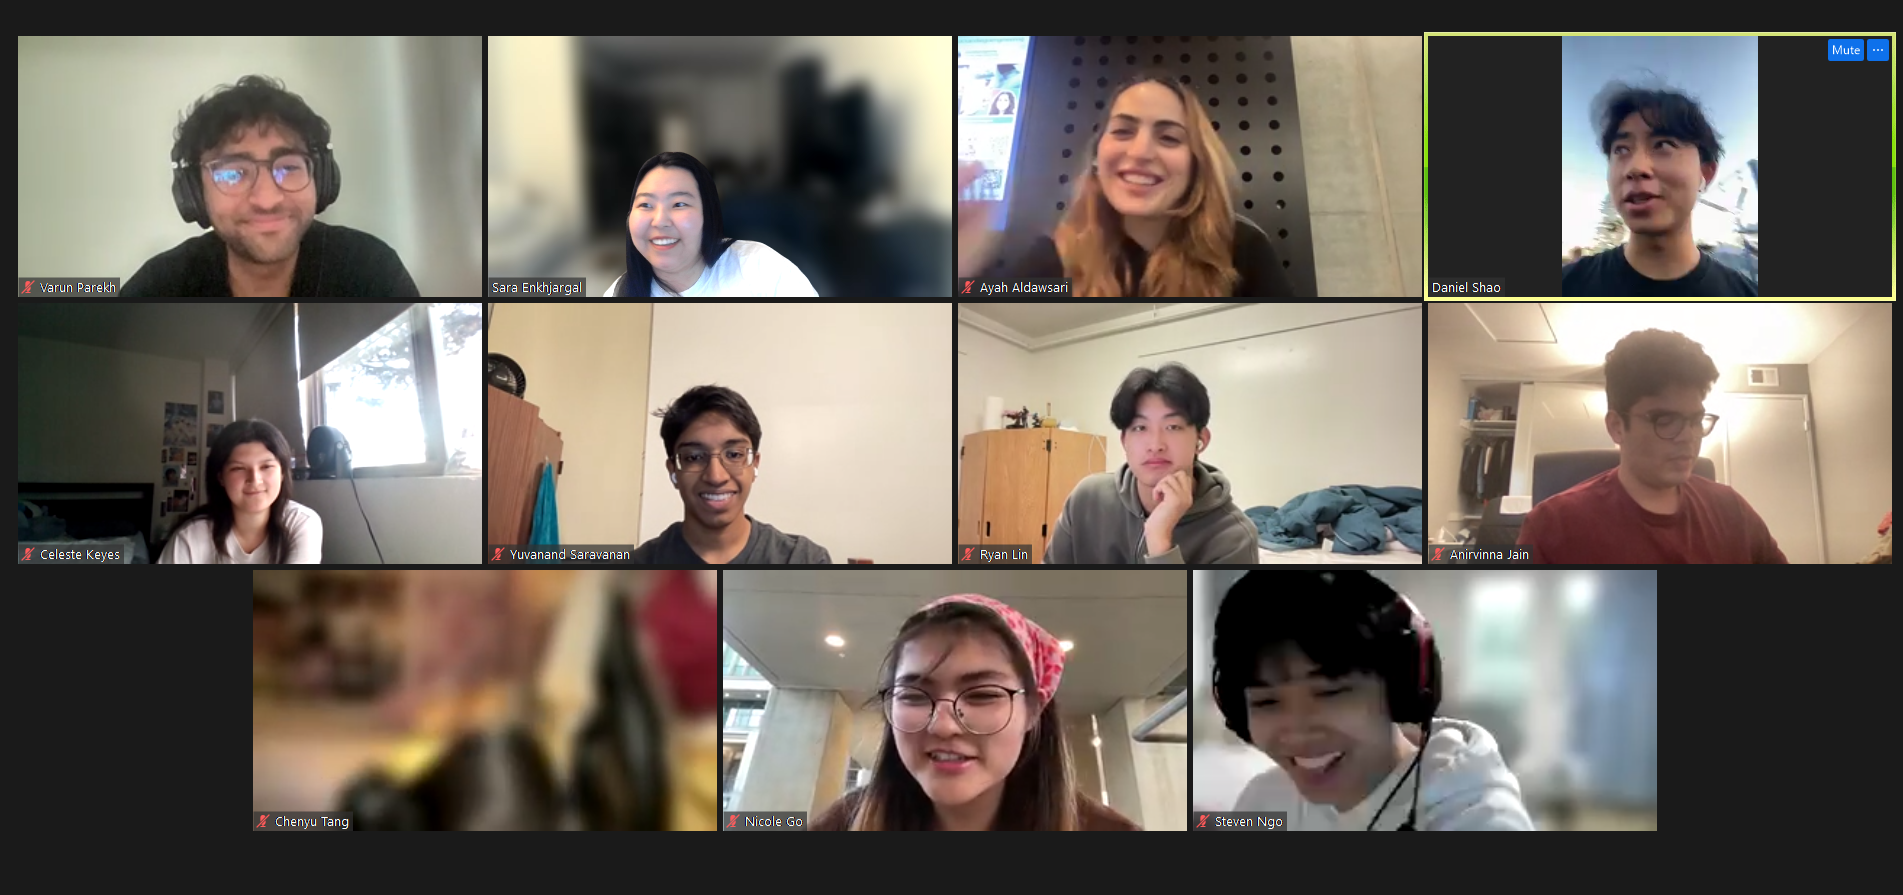 Mute ...
Varun Parekh
Sara Enkhjargal
Ayah Aldawsari
Daniel Shao
Celeste Keyes
Yuvanand Saravanan
Ryan Lin
Anirvinna Jain
Chenyu Tang
Nicole Go
Steven Ngo